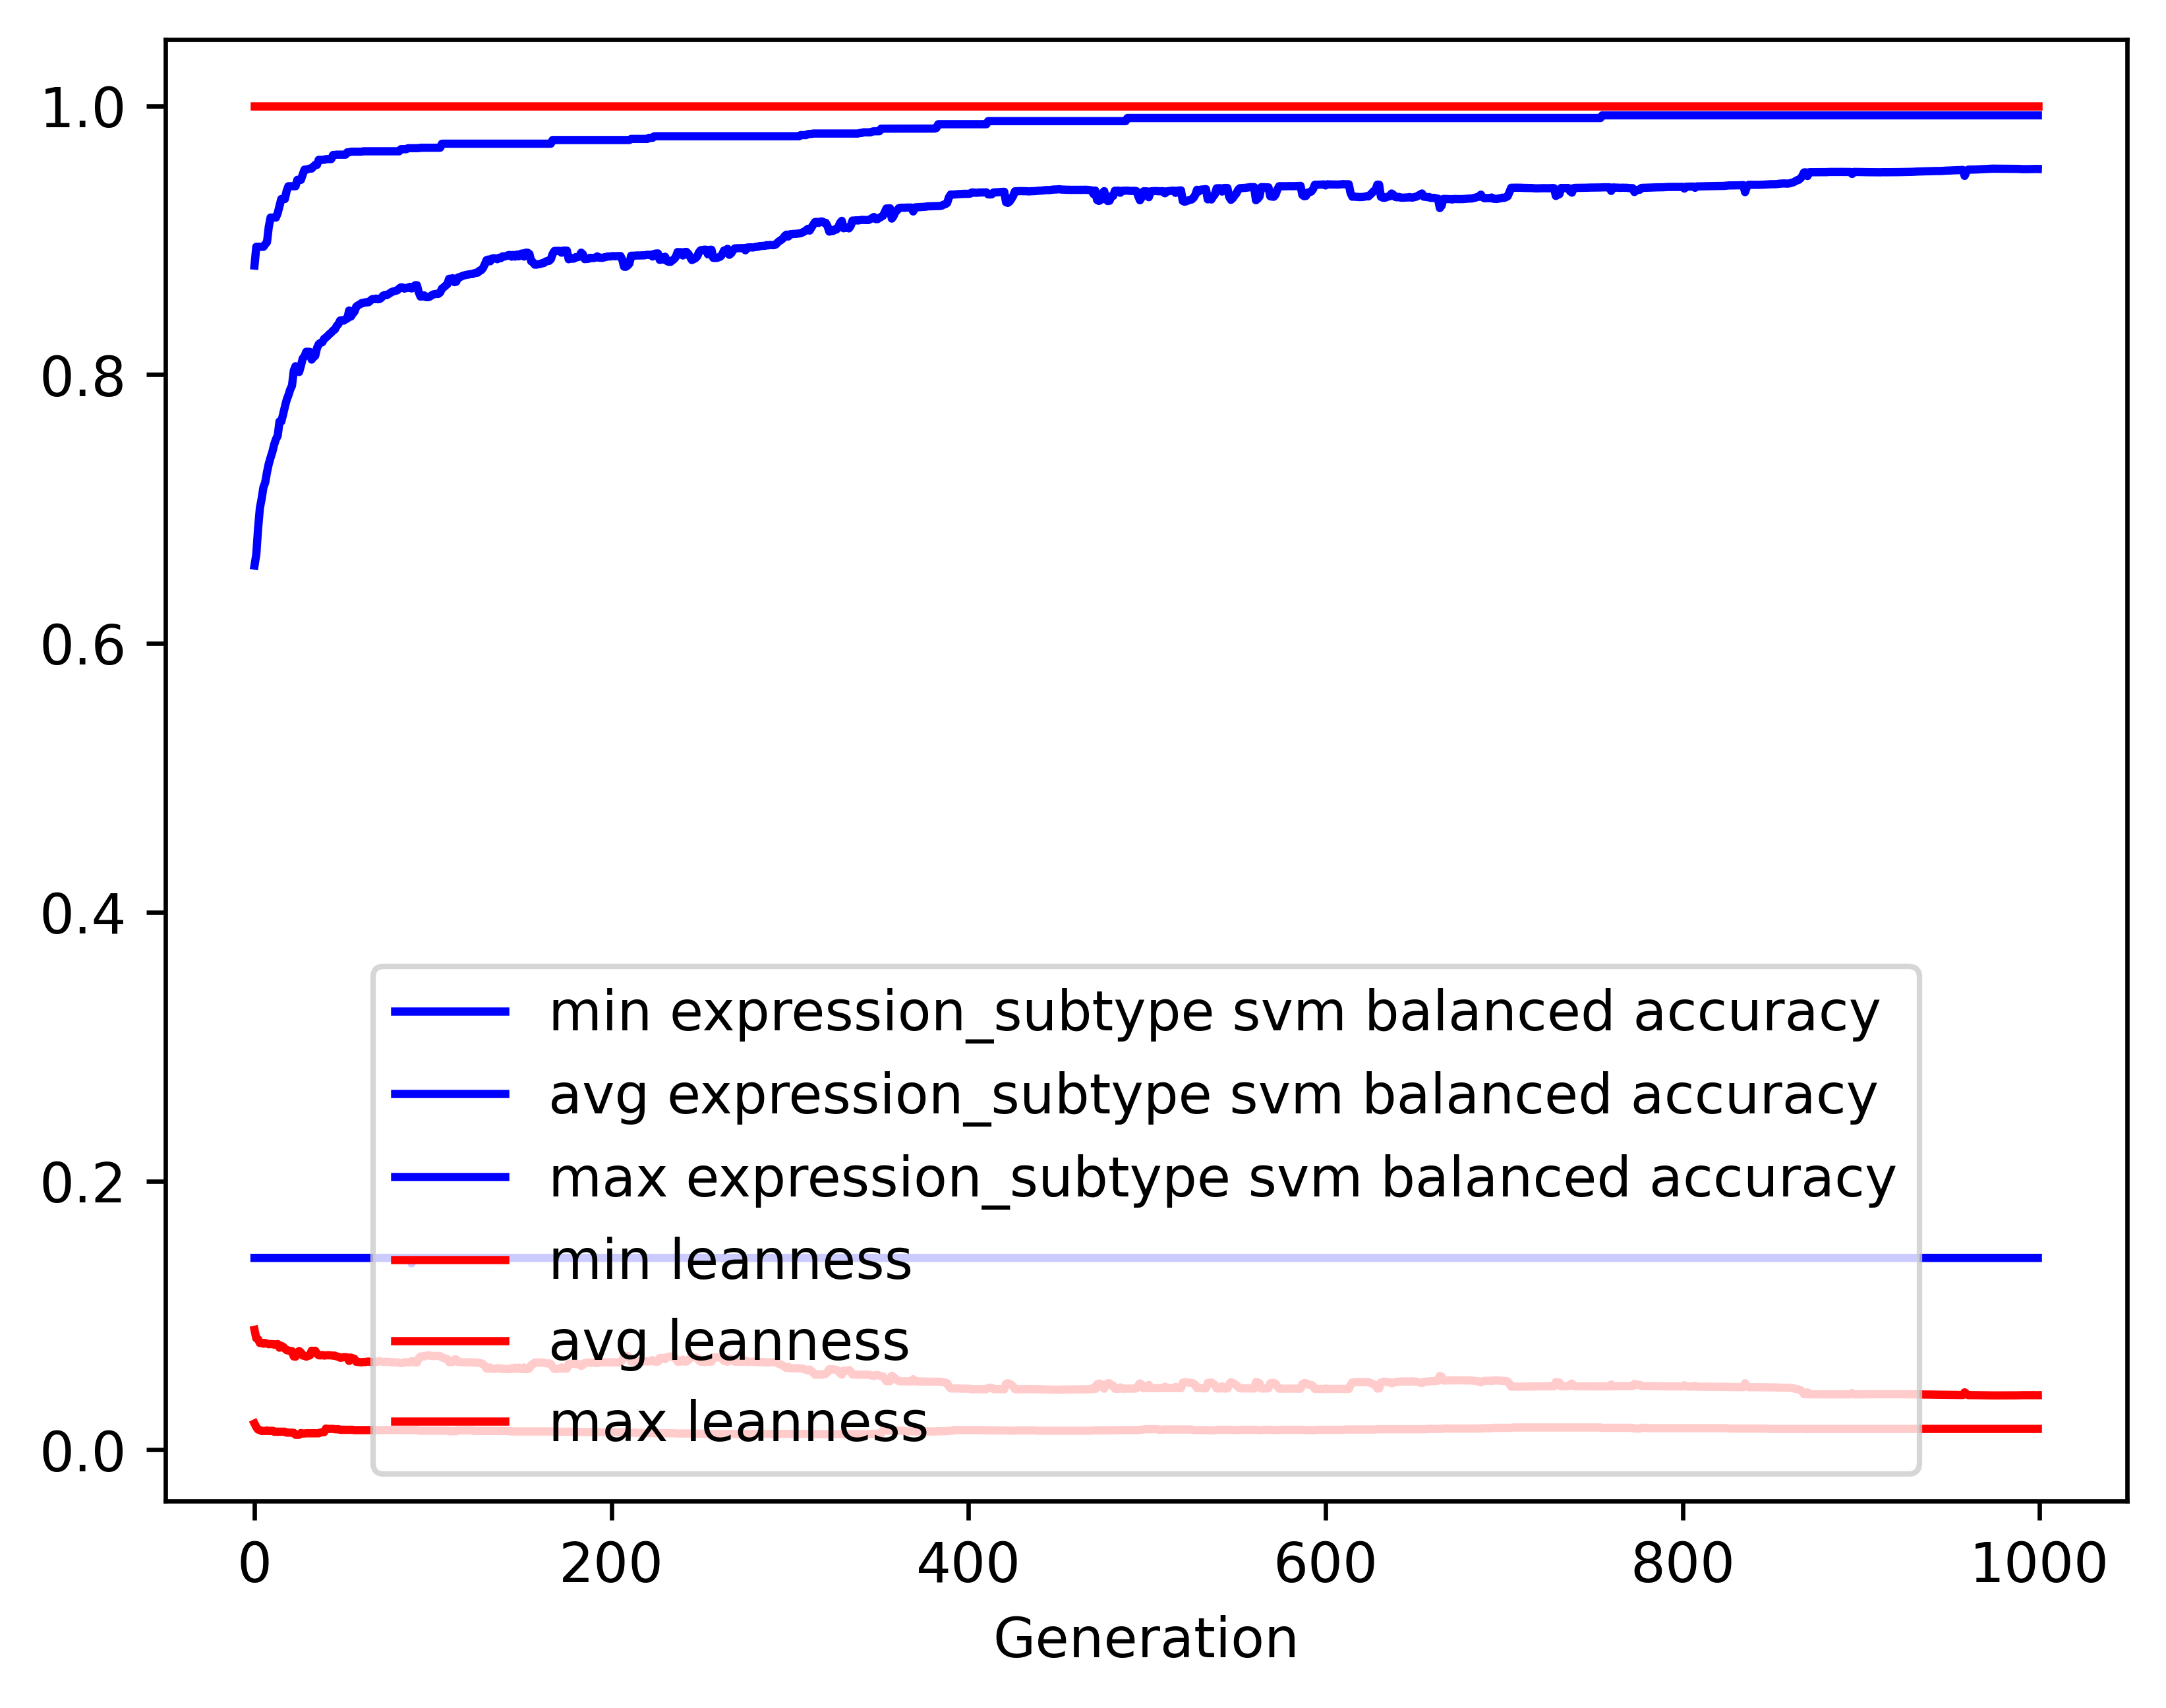 1.0
0.8
0.6
0.4
0.2
0.0
min expression_subtype svm balanced accuracy
avg expression_subtype svm balanced accuracy
max expression_subtype svm balanced accuracy
min leanness
avg leanness
max leanness
0 200 400 600 800 1000
Generation